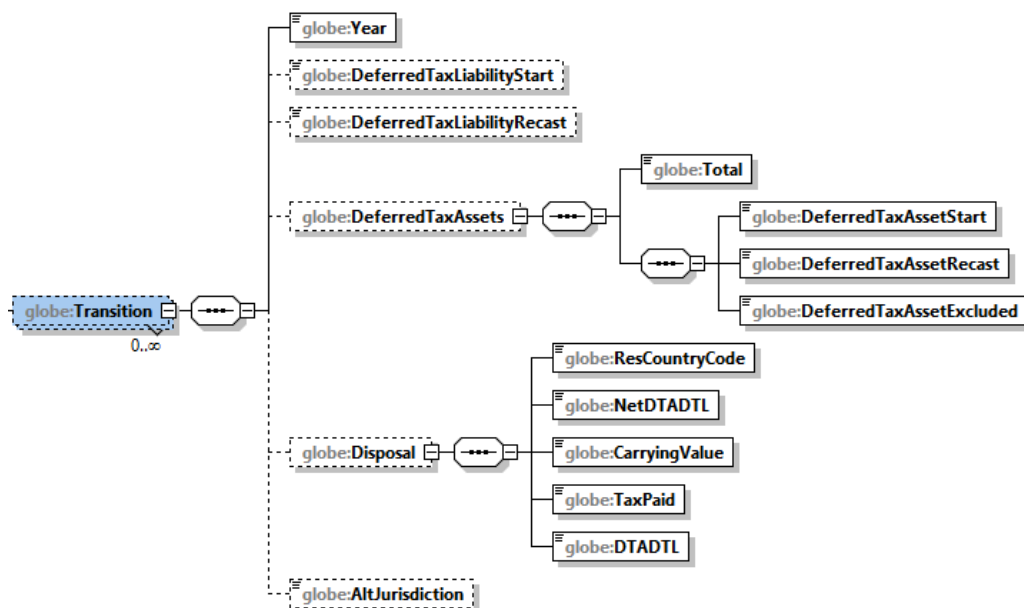 globe:Year
globe:DeferredTaxLiabilityStart
globe:DeferredTaxLiabilityRecast
globe:Total
globe:DeferredTaxAssets
globe:DeferredTaxAssetStart
globe:DeferredTaxAssetRecast
globe:DeferredTaxAssetExcluded
globe:Transition
0..∞
globe:ResCountryCode
globe:NetDTADTL
globe:CarryingValue
globe:Disposal
globe:TaxPaid
globe:DTADTL
globe:AltJurisdiction